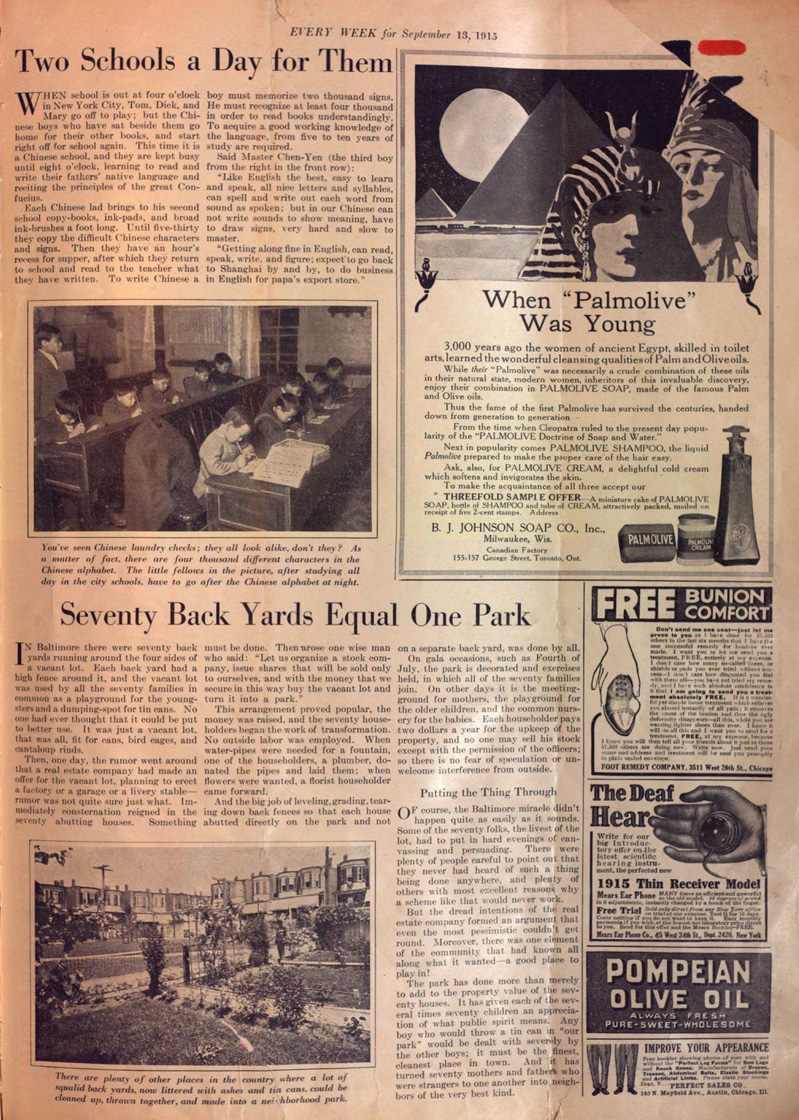 EVERY WEEK for September 13, 1915
Two Schools a Day for Them
WHEN school is out at four o'clock
in New York City, Tom, Dick, and
Mary go off to play; but the Chi-
nese boys who have sat beside them go
home for their other books, and start
right off for school again. This time it is
a Chinese school, and they are kept busy
until eight o'clock, learning to read and
write their fathers' native language and
reciting the principles of the great Con-
fucius.
Each Chinese lad brings to his second
school copy-books, ink-pads, and broad
ink-brushes a foot long. Until five-thirty
they copy the difficult Chinese characters
and signs. Then they have an hour's
recess for supper, after which they return
to school and read to the teacher what
they have written. To write Chinese a
boy must memorize two thousand signs.
He must recognize at least four thousand
in order to read books understandingly.
To acquire a good working knowledge of
the language, from five to ten years of
study are required.
Said Master Chen-Yen (the third boy
from the right in the front row):
"Like English the best, easy to learn
and speak, all nice letters and syllables,
can spell and write out each word from
sound as spoken; but in our Chinese can
not write sounds to show meaning, have
to draw signs, very hard and slow to
master.
"Getting along fine in English, can read,
speak, write, and figure; expect to go back
to Shanghai by and by, to do business
in English for papa's export store."
You've seen Chinese laundry checks; they all look alike, don't they? As
a matter of fact, there are four thousand different characters in the
Chinese alphabet. The little fellows in the picture, after studying all
day in the city schools, have to go after the Chinese alphabet at night.
When "Palmolive"
Was Young
3,000 years ago the women of ancient Egypt, skilled in toilet
arts, learned the wonderful cleansing qualities of Palm and Olive oils.
While their "Palmolive" was necessarily a crude combination of these oils
in their natural state, modern women, inheritors of this invaluable discovery,
enjoy their combination in PALMOLIVE SOAP, made of the famous Palm
and Olive oils.
Thus the fame of the first Palmolive has survived the centuries, handed
down from generation to generation—
From the time when Cleopatra ruled to the present day popu-
larity of the "PALMOLIVE Doctrine of Soap and Water."
Next in popularity comes PALMOLIVE SHAMPOO, the liquid
Palmolive prepared to make the proper care of the hair easy.
Ask, also, for PALMOLIVE CREAM, a delightful cold cream
which softens and invigorates the skin.
To make the acquaintance of all three accept our
THREEFOLD SAMPLE OFFER—A miniature cake of PALMOLIVE
SOAP, bottle of SHAMPOO and tube of CREAM, attractively packed, mailed on
receipt of five 2-cent stamps. Address
B. J. JOHNSON SOAP CO., Inc.,
Milwaukee, Wis.
Canadian Factory
155-157 George Street, Toronto, Ont.
PALMOLIVE
PALMOLIVE
CREAM
Seventy Back Yards Equal One Park
IN Baltimore there were seventy back
yards running around the four sides of
a vacant lot. Each back yard had a
high fence around it, and the vacant lot
was used by all the seventy families in
common as a playground for the young-
sters and a dumping-spot for tin cans. No
one had ever thought that it could be put
to better use. It was just a vacant lot,
that was all, fit for cans, bird cages, and
cantaloup rinds.
Then, one day, the rumor went around
that a real estate company had made an
offer for the vacant lot, planning to erect
a factory or a garage or a livery stable—
rumor was not quite sure just what. Im-
mediately consternation reigned in the
seventy abutting houses. Something
must be done. Then arose one wise man
who said: "Let us organize a stock com-
pany, issue shares that will be sold only
to ourselves, and with the money that we
secure in this way buy the vacant lot and
turn it into a park."
This arrangement proved popular, the
money was raised, and the seventy house-
holders began the work of transformation.
No outside labor was employed. When
water-pipes were needed for a fountain,
one of the householders, a plumber, do-
nated the pipes and laid them; when
flowers were wanted, a florist householder
came forward.
And the big job of leveling, grading, tear-
ing down back fences so that each house
abutted directly on the park and not
on a separate back yard, was done by all.
On gala occasions, such as Fourth of
July, the park is decorated and exercises
held, in which all of the seventy families
join. On other days it is the meeting-
ground for mothers, the playground for
the older children, and the common nurs-
ery for the babies. Each householder pays
two dollars a year for the upkeep of the
property, and no one may sell his stock
except with the permission of the officers;
so there is no fear of speculation or un-
welcome interference from outside.
Putting the Thing Through
OF course, the Baltimore miracle didn't
happen quite as easily as it sounds.
Some of the seventy folks, the livest of the
lot, had to put in hard evenings of can-
vassing and persuading. There were
plenty of people careful to point out that
they never had heard of such a thing
being done anywhere, and plenty of
others with most excellent reasons why
a scheme like that would never work.
But the dread intentions of the real
estate company formed an argument that
even the most pessimistic couldn't get
round. Moreover, there was one element
of the community that had known all
along what it wanted—a good place to
play in!
The park has done more than merely
to add to the property value of the sev-
enty houses. It has given each of the sev-
eral times seventy children an apprecia-
tion of what public spirit means. Any
boy who would throw a tin can in "our
park" would be dealt with severely by
the other boys; it must be the finest,
cleanest place in town. And it has
turned seventy mothers and fathers who
were strangers to one another into neigh-
bors of the very best kind.
There are plenty of other places in the country where a lot of
squalid back yards, now littered with ashes and tin cans, could be
cleaned up, thrown together, and made into a neighborhood park.
FREE BUNION
COMFORT
Don't send me one cent—just let me
prove to you
FOOT REMEDY COMPANY, 3511 West 26th St., Chicago
The Deaf
Hear
Write for our
big Introduc-
tory offer on the
latest scientific
hearing instru-
ment, the perfected new
1915 Thin Receiver Model
Mears Ear Phone
Free Trial
Mears Ear Phone Co., 45 West 34th St., Dept. 2426, New York
POMPEIAN
OLIVE OIL
ALWAYS FRESH
PURE-SWEET-WHOLESOME
IMPROVE YOUR APPEARANCE
PERFECT SALES CO.
140 N. Mayfield Ave., Austin, Chicago, Ill.